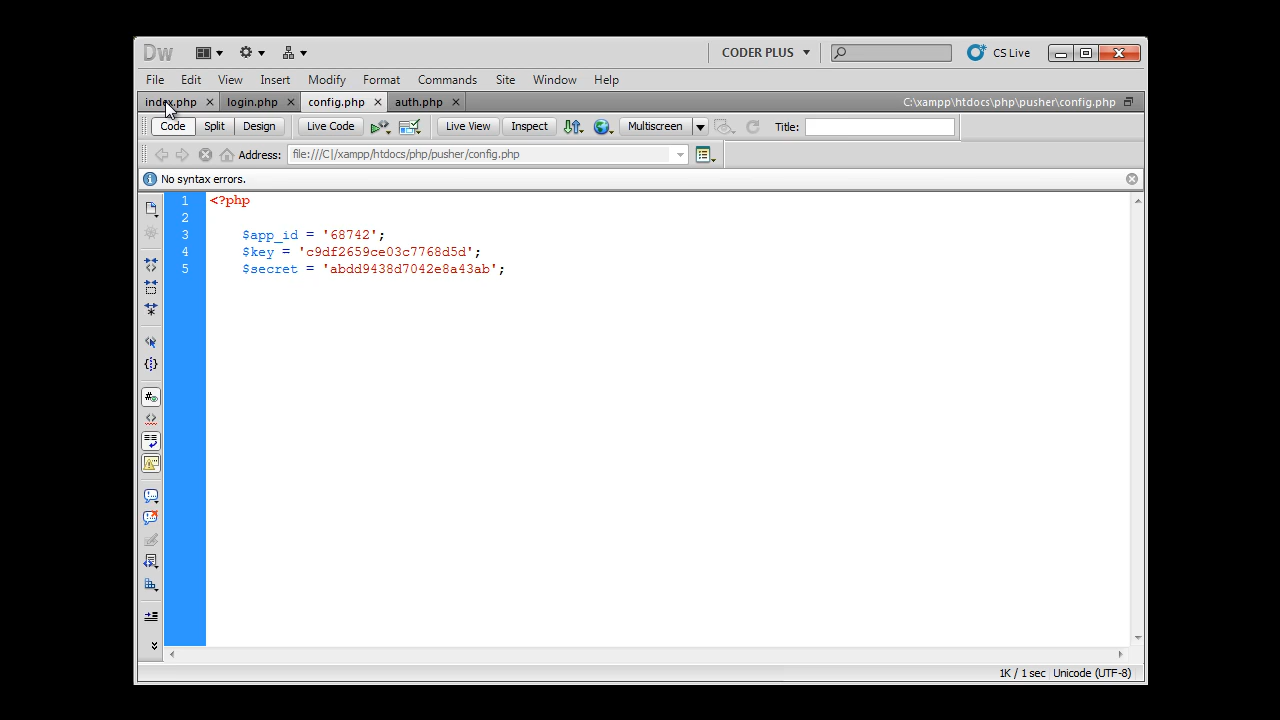 Dw CODER PLUS CS Live
File Edit View Insert Modify Format Commands Site Window Help
index.php login.php config.php auth.php C:\xampp\htdocs\php\pusher\config.php
Code Split Design Live Code Live View Inspect Multiscreen Title:
Address: file:///C|/xampp/htdocs/php/pusher/config.php
No syntax errors.
1 <?php
2
3 $app_id = '68742';
4 $key = 'c9df2659ce03c7768d5d';
5 $secret = 'abdd9438d7042e8a43ab';
1K / 1 sec Unicode (UTF-8)